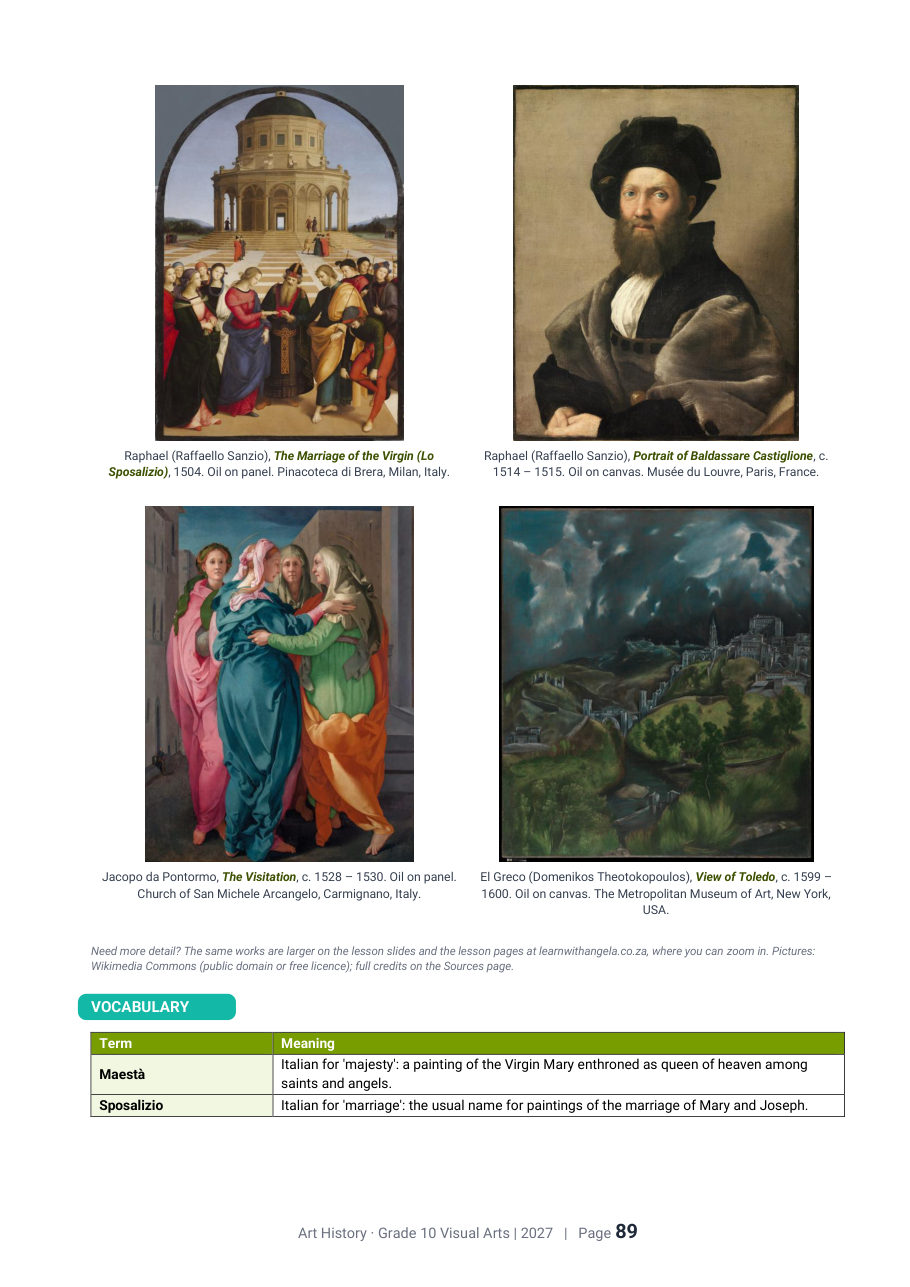 Raphael (Raffaello Sanzio), The Marriage of the Virgin (Lo
Sposalizio), 1504. Oil on panel. Pinacoteca di Brera, Milan, Italy.
Raphael (Raffaello Sanzio), Portrait of Baldassare Castiglione, c.
1514 – 1515. Oil on canvas. Musée du Louvre, Paris, France.
Jacopo da Pontormo, The Visitation, c. 1528 – 1530. Oil on panel.
Church of San Michele Arcangelo, Carmignano, Italy.
El Greco (Domenikos Theotokopoulos), View of Toledo, c. 1599 –
1600. Oil on canvas. The Metropolitan Museum of Art, New York,
USA.
Need more detail? The same works are larger on the lesson slides and the lesson pages at learnwithangela.co.za, where you can zoom in. Pictures:
Wikimedia Commons (public domain or free licence); full credits on the Sources page.
VOCABULARY
Term Meaning
Maestà Italian for 'majesty': a painting of the Virgin Mary enthroned as queen of heaven among
saints and angels.
Sposalizio Italian for 'marriage': the usual name for paintings of the marriage of Mary and Joseph.
Art History · Grade 10 Visual Arts | 2027 | Page 89